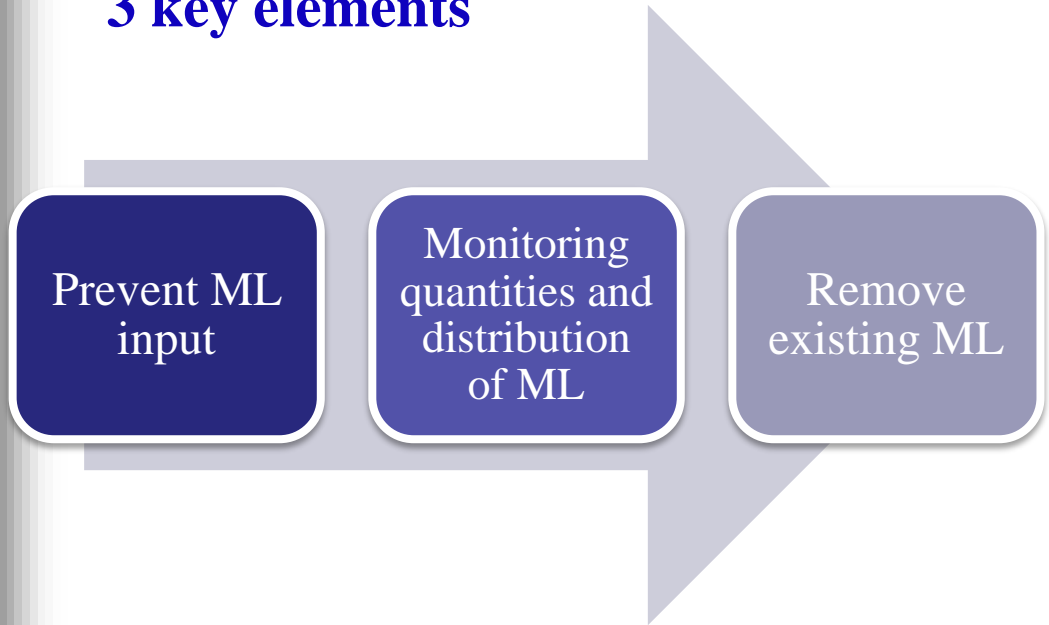 3 key elements
Prevent ML
input
Monitoring
quantities and
distribution
of ML
Remove
existing ML